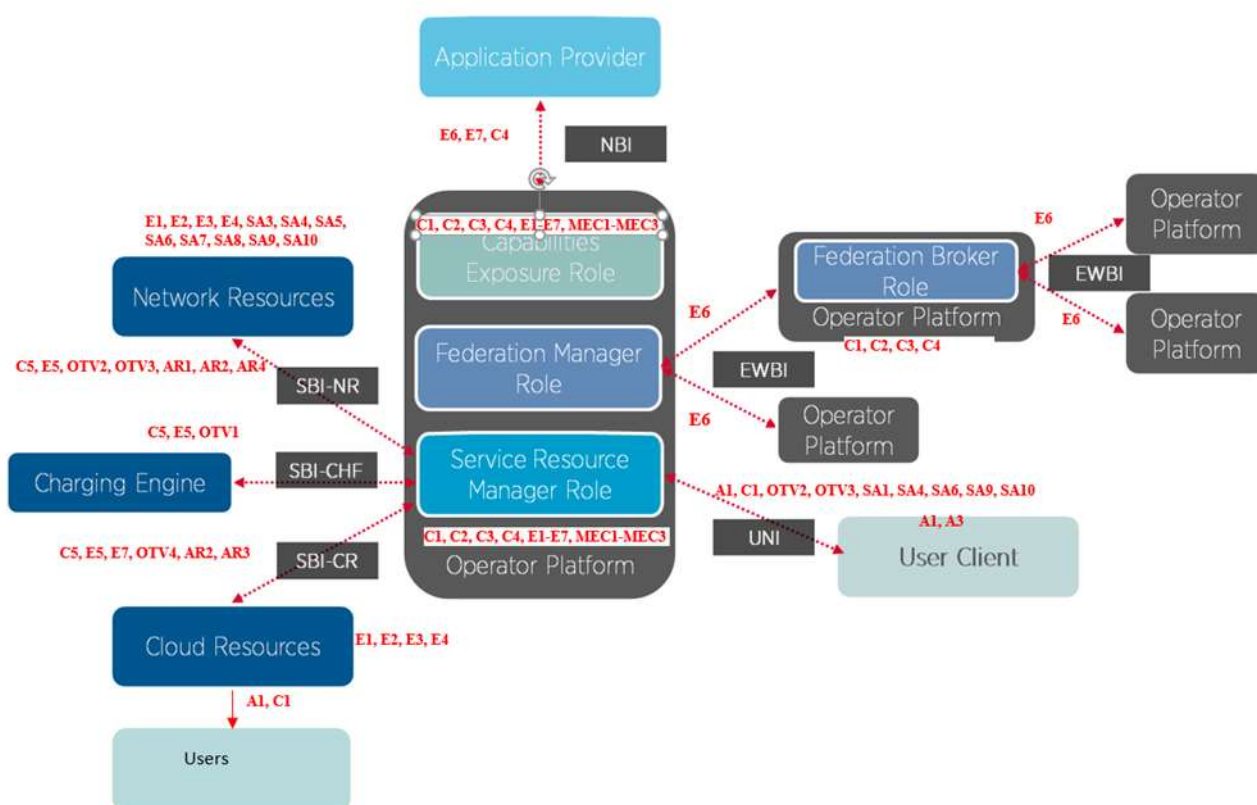 Application Provider
E6, E7, C4
NBI
E1, E2, E3, E4, SA3, SA4, SA5,
SA6, SA7, SA8, SA9, SA10
Network Resources
C1, C2, C3, C4, E1-E7, MEC1-MEC3
Capabilities
Exposure Role
Federation Manager
Role
Service Resource
Manager Role
C1, C2, C3, C4, E1-E7, MEC1-MEC3
Operator Platform
Federation Broker
Role
Operator Platform
C1, C2, C3, C4
E6
EWBI
E6
Operator
Platform
Operator
Platform
E6
EWBI
E6
Operator
Platform
C5, E5, OTV2, OTV3, AR1, AR2, AR4
SBI-NR
C5, E5, OTV1
SBI-CHF
Charging Engine
C5, E5, E7, OTV4, AR2, AR3
SBI-CR
A1, C1, OTV2, OTV3, SA1, SA4, SA6, SA9, SA10
UNI
A1, A3
User Client
Cloud Resources
E1, E2, E3, E4
A1, C1
Users